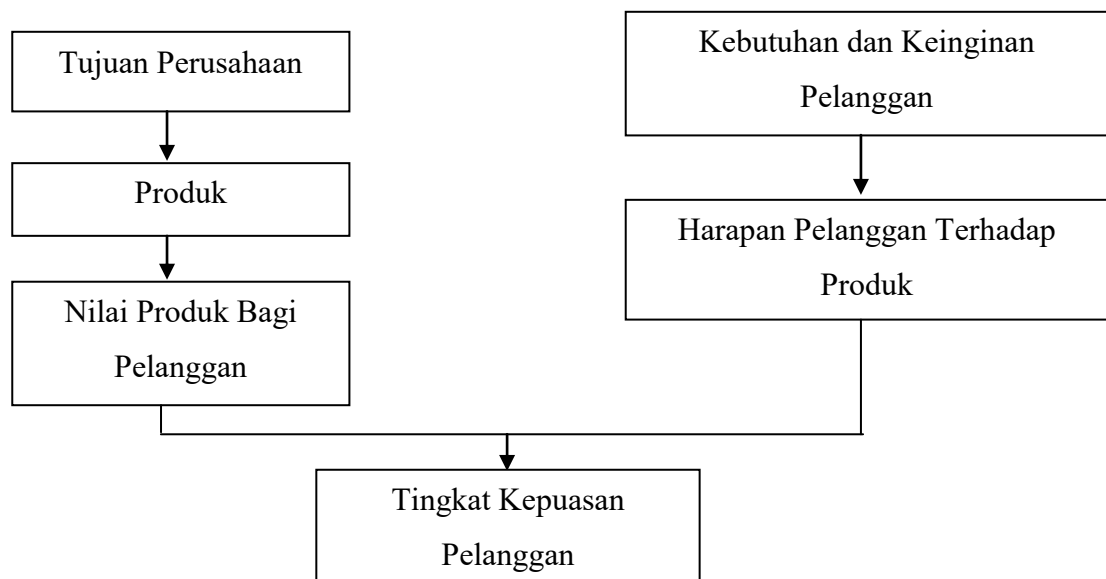 Tujuan Perusahaan
Produk
Nilai Produk Bagi
Pelanggan
Kebutuhan dan Keinginan
Pelanggan
Harapan Pelanggan Terhadap
Produk
Tingkat Kepuasan
Pelanggan